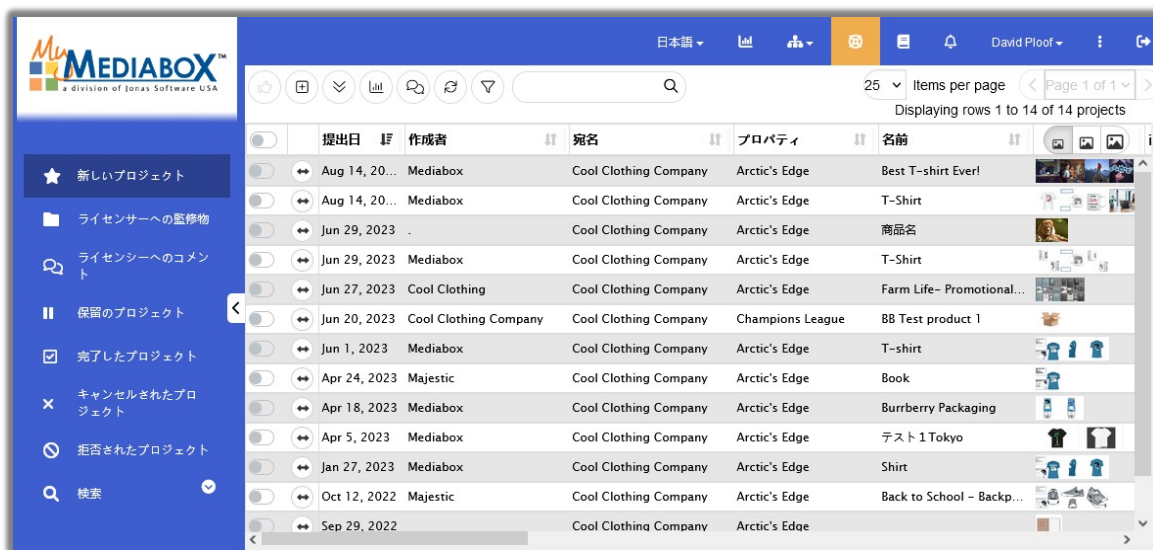 My
MEDIABOX™
a division of Jonas Software USA
日本語
David Ploof
25 Items per page Page 1 of 1
Displaying rows 1 to 14 of 14 projects
新しいプロジェクト
ライセンサーへの監修物
ライセンシーへのコメン
ト
保留のプロジェクト
完了したプロジェクト
キャンセルされたプロ
ジェクト
拒否されたプロジェクト
検索
提出日 作成者 宛名 プロパティ 名前
Aug 14, 20... Mediabox Cool Clothing Company Arctic's Edge Best T-shirt Ever!
Aug 14, 20... Mediabox Cool Clothing Company Arctic's Edge T-Shirt
Jun 29, 2023 . Cool Clothing Company Arctic's Edge 商品名
Jun 29, 2023 Mediabox Cool Clothing Company Arctic's Edge T-Shirt
Jun 27, 2023 Cool Clothing Cool Clothing Company Arctic's Edge Farm Life- Promotional...
Jun 20, 2023 Cool Clothing Company Cool Clothing Company Champions League BB Test product 1
Jun 1, 2023 Mediabox Cool Clothing Company Arctic's Edge T-shirt
Apr 24, 2023 Majestic Cool Clothing Company Arctic's Edge Book
Apr 18, 2023 Mediabox Cool Clothing Company Arctic's Edge Burrberry Packaging
Apr 5, 2023 Mediabox Cool Clothing Company Arctic's Edge テスト1Tokyo
Jan 27, 2023 Mediabox Cool Clothing Company Arctic's Edge Shirt
Oct 12, 2022 Majestic Cool Clothing Company Arctic's Edge Back to School - Backp...
Sep 29, 2022 Cool Clothing Company Arctic's Edge